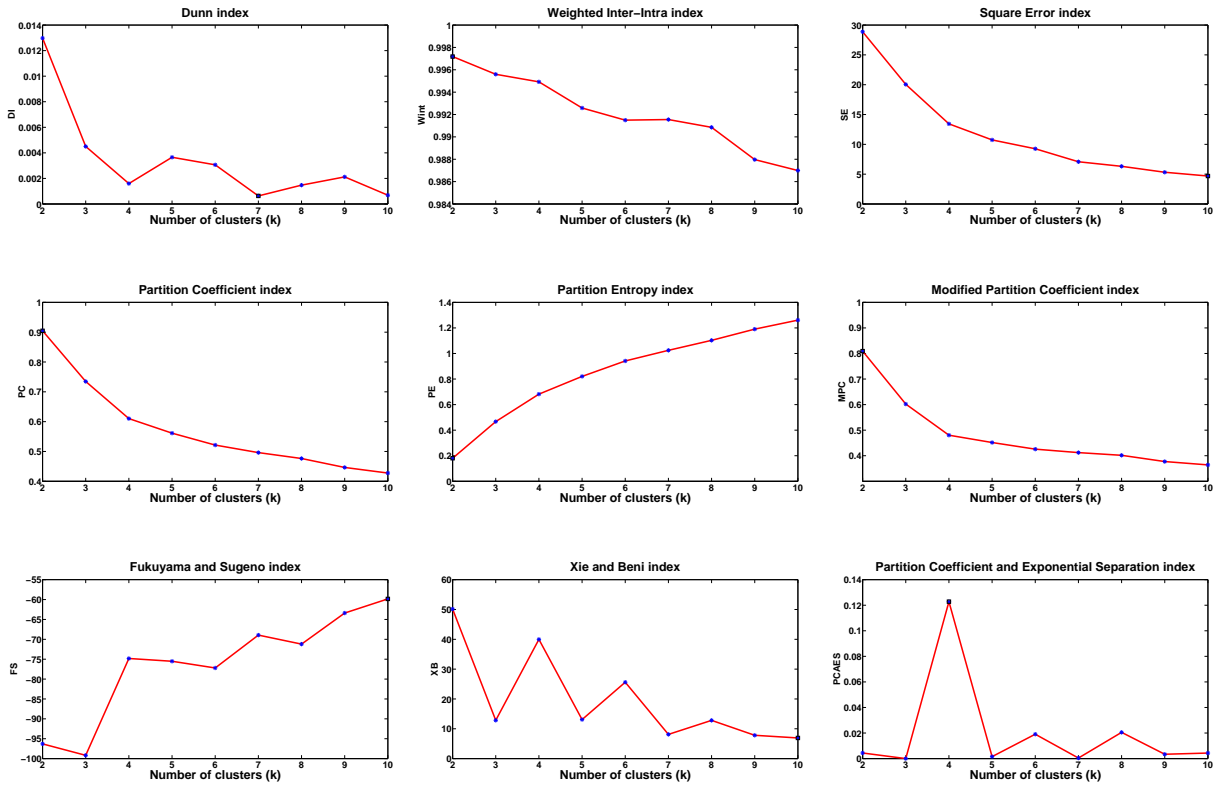 Dunn index
0.014
0.012
0.01
0.008
0.006
0.004
0.002
0
DI
2 3 4 5 6 7 8 9 10
Number of clusters (k)
Weighted Inter−Intra index
1
0.998
0.996
0.994
0.992
0.99
0.988
0.986
0.984
Wint
2 3 4 5 6 7 8 9 10
Number of clusters (k)
Square Error index
30
25
20
15
10
5
0
SE
2 3 4 5 6 7 8 9 10
Number of clusters (k)
Partition Coefficient index
1
0.9
0.8
0.7
0.6
0.5
0.4
PC
2 3 4 5 6 7 8 9 10
Number of clusters (k)
Partition Entropy index
1.4
1.2
1
0.8
0.6
0.4
0.2
0
PE
2 3 4 5 6 7 8 9 10
Number of clusters (k)
Modified Partition Coefficient index
1
0.9
0.8
0.7
0.6
0.5
0.4
MPC
2 3 4 5 6 7 8 9 10
Number of clusters (k)
Fukuyama and Sugeno index
−55
−60
−65
−70
−75
−80
−85
−90
−95
−100
FS
2 3 4 5 6 7 8 9 10
Number of clusters (k)
Xie and Beni index
60
50
40
30
20
10
0
XB
2 3 4 5 6 7 8 9 10
Number of clusters (k)
Partition Coefficient and Exponential Separation index
0.14
0.12
0.1
0.08
0.06
0.04
0.02
0
PCAES
2 3 4 5 6 7 8 9 10
Number of clusters (k)